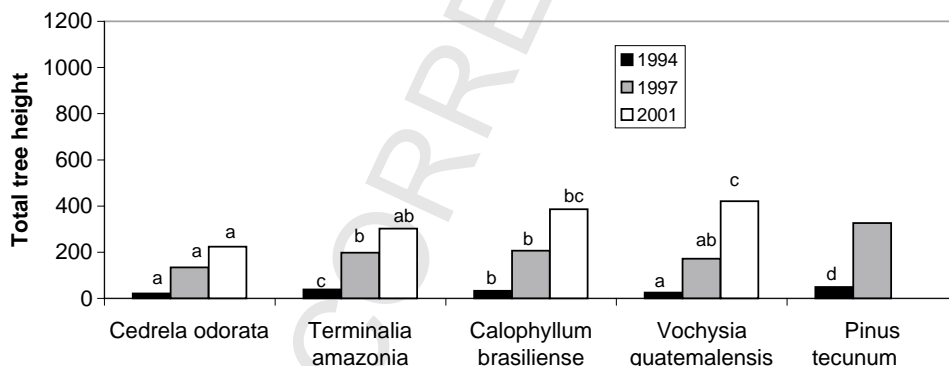 1200
1000
800
600
400
200
0
Total tree height
1994
1997
2001
a a a
c b ab
b b bc
a ab c
d
Cedrela odorata
Terminalia
amazonia
Calophyllum
brasiliense
Vochysia
guatemalensis
Pinus
tecunum
CORRE